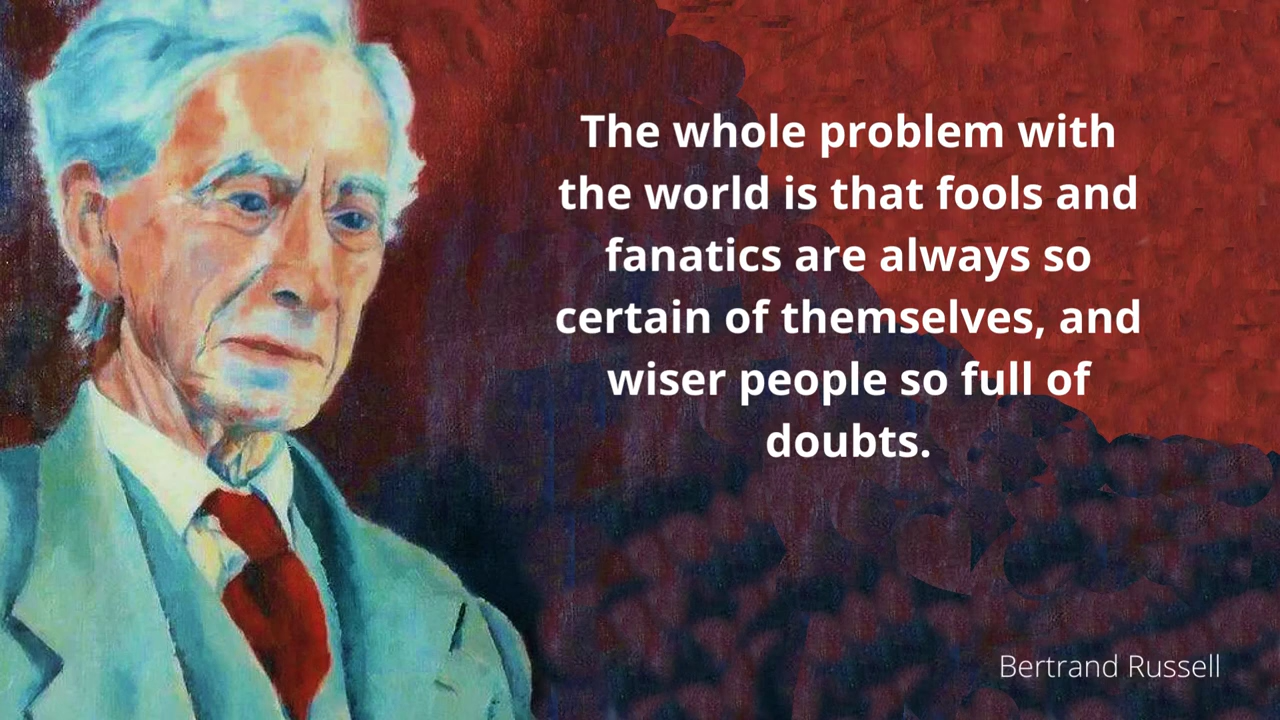 The whole problem with
the world is that fools and
fanatics are always so
certain of themselves, and
wiser people so full of
doubts.
Bertrand Russell